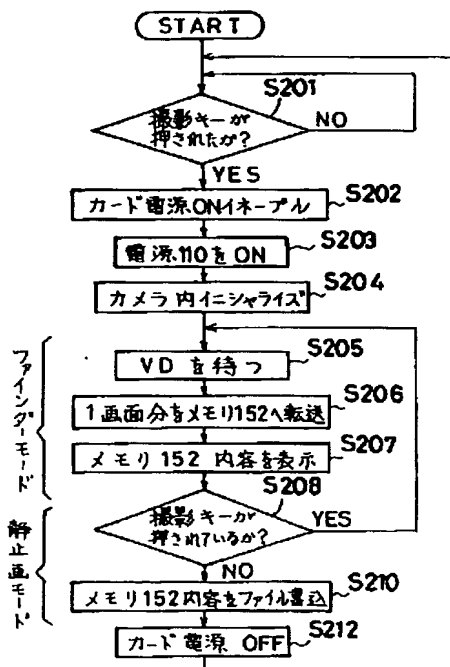 START
S201
撮影キーが
押されたか?
NO
YES
S202
カード電源ONイネーブル
S203
電源110をON
S204
カメラ内イニシャライズ
S205
VDを待つ
S206
1画面分をメモリ152へ転送
S207
メモリ152 内容を表示
ファインダーモード
S208
撮影キーが
押されているか?
YES
NO
静止画モード
S210
メモリ152内容をファイル書込
S212
カード電源 OFF